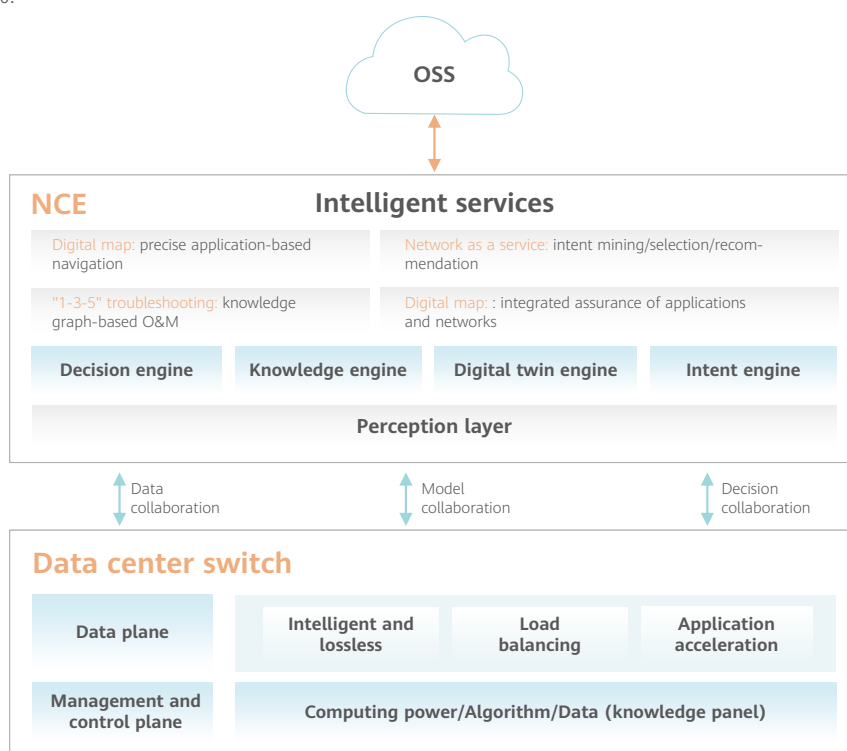 OSS
NCE
Intelligent services
Digital map: precise application-based
navigation
Network as a service: intent mining/selection/recom-
mendation
"1-3-5" troubleshooting: knowledge
graph-based O&M
Digital map: : integrated assurance of applications
and networks
Decision engine
Knowledge engine
Digital twin engine
Intent engine
Perception layer
Data
collaboration
Model
collaboration
Decision
collaboration
Data center switch
Data plane
Intelligent and
lossless
Load
balancing
Application
acceleration
Management and
control plane
Computing power/Algorithm/Data (knowledge panel)